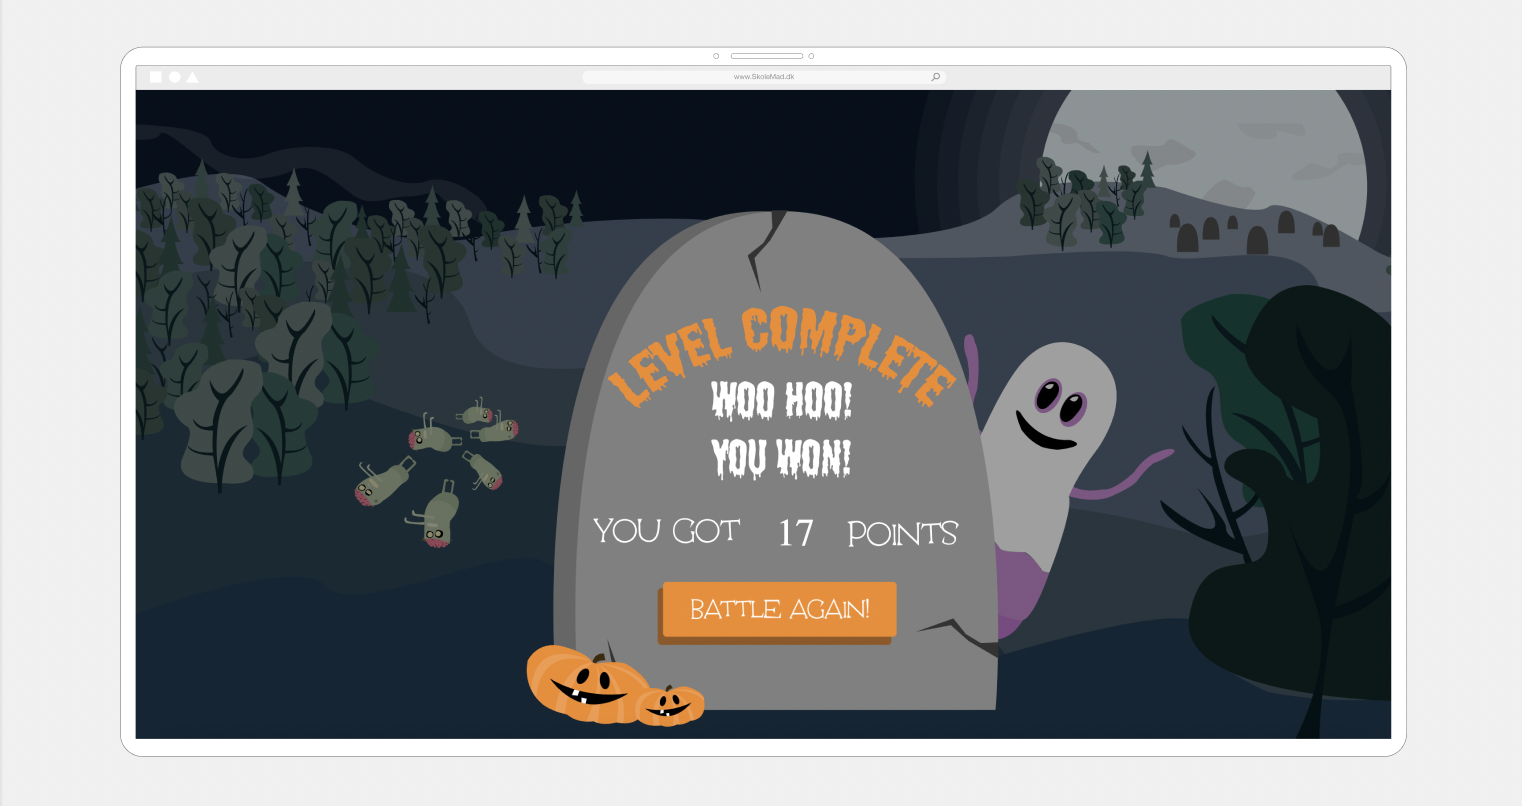 www.SkoleMad.dk
LEVEL COMPLETE
WOO HOO!
YOU WON!
YOU GOT 17 POINTS
BATTLE AGAIN!